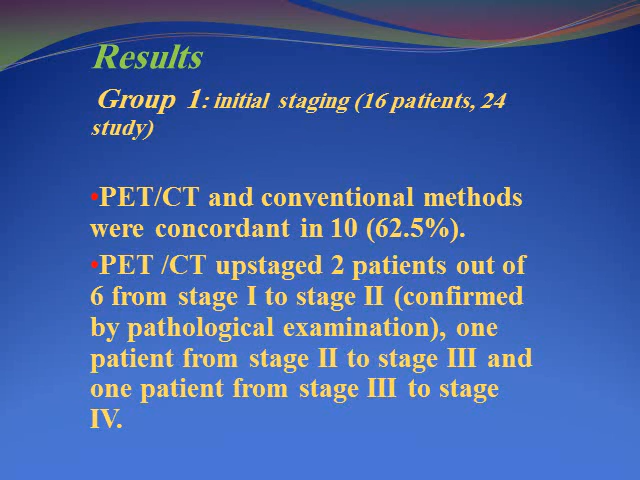 Results
Group 1: initial staging (16 patients, 24
study)
•PET/CT and conventional methods
were concordant in 10 (62.5%).
•PET /CT upstaged 2 patients out of
6 from stage I to stage II (confirmed
by pathological examination), one
patient from stage II to stage III and
one patient from stage III to stage
IV.